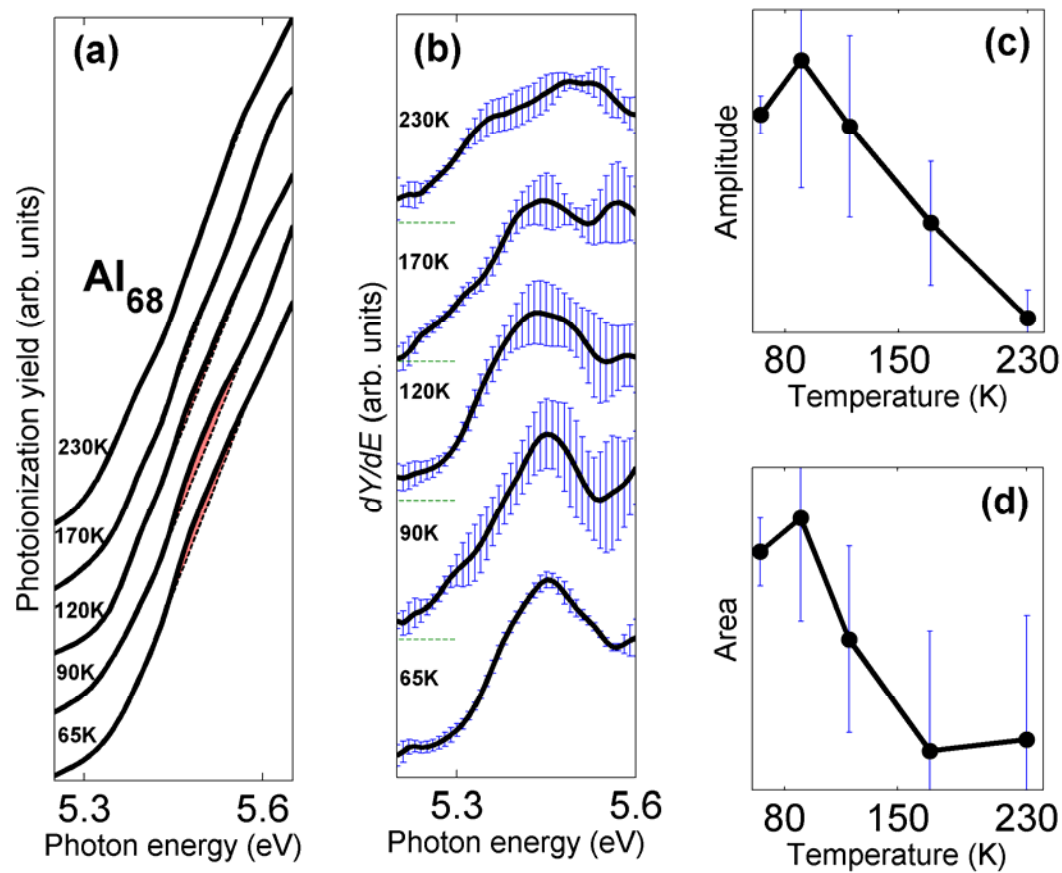 (a)
Al68
230K
170K
120K
90K
65K
5.3 5.6
Photon energy (eV)
Photoionization yield (arb. units)
(b)
230K
170K
120K
90K
65K
5.3 5.6
Photon energy (eV)
dY/dE (arb. units)
(c)
Amplitude
80 150 230
Temperature (K)
(d)
Area
80 150 230
Temperature (K)